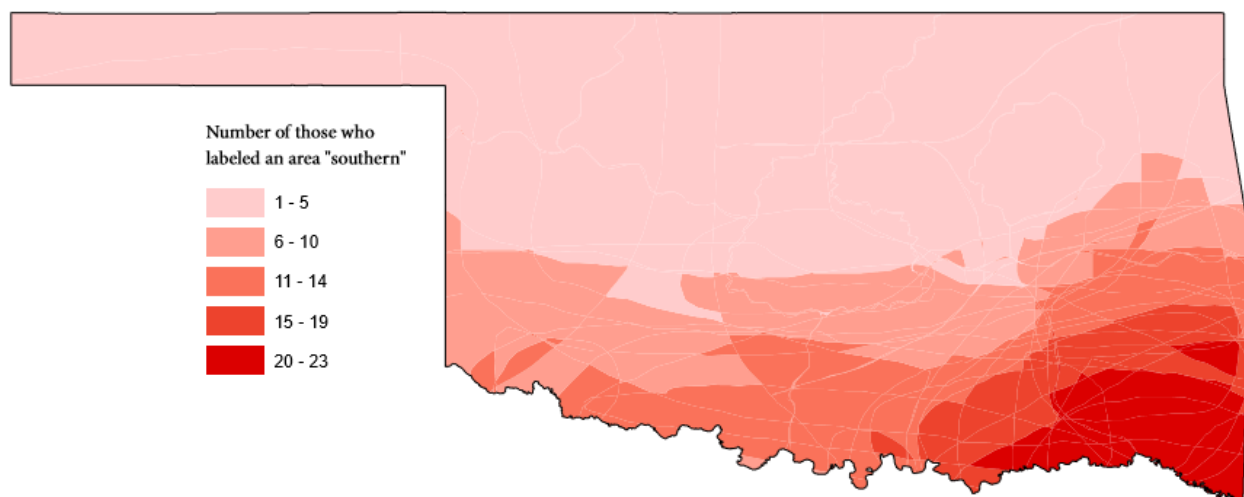 Number of those who
labeled an area "southern"
1 - 5
6 - 10
11 - 14
15 - 19
20 - 23